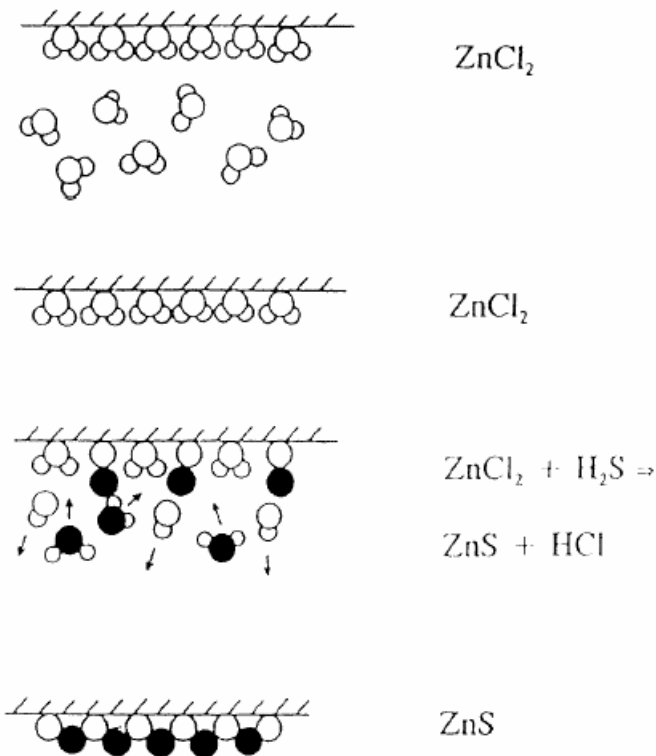 ZnCl₂
ZnCl₂
ZnCl₂ + H₂S ⇒
ZnS + HCl
ZnS